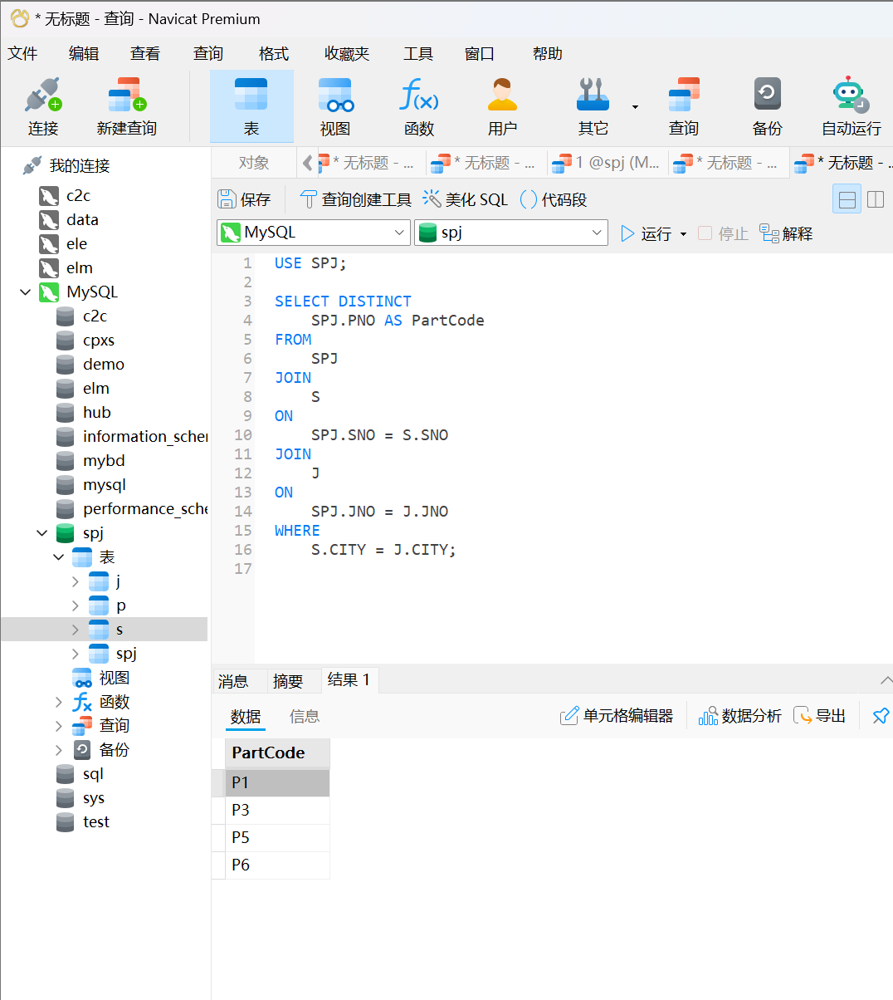 * 无标题 - 查询 - Navicat Premium
文件 编辑 查看 查询 格式 收藏夹 工具 窗口 帮助
连接 新建查询 表 视图 函数 用户 其它 查询 备份 自动运行
我的连接
c2c
data
ele
elm
MySQL
c2c
cpxs
demo
elm
hub
information_scher
mybd
mysql
performance_sche
spj
表
j
p
s
spj
视图
函数
查询
备份
sql
sys
test
对象 * 无标题 - ... * 无标题 - ... 1 @spj (M... * 无标题 - ... * 无标题 - ..
保存 查询创建工具 美化 SQL () 代码段
MySQL spj 运行 停止 解释
1 USE SPJ;
2
3 SELECT DISTINCT
4 SPJ.PNO AS PartCode
5 FROM
6 SPJ
7 JOIN
8 S
9 ON
10 SPJ.SNO = S.SNO
11 JOIN
12 J
13 ON
14 SPJ.JNO = J.JNO
15 WHERE
16 S.CITY = J.CITY;
17
消息 摘要 结果 1
数据 信息 单元格编辑器 数据分析 导出
PartCode
P1
P3
P5
P6